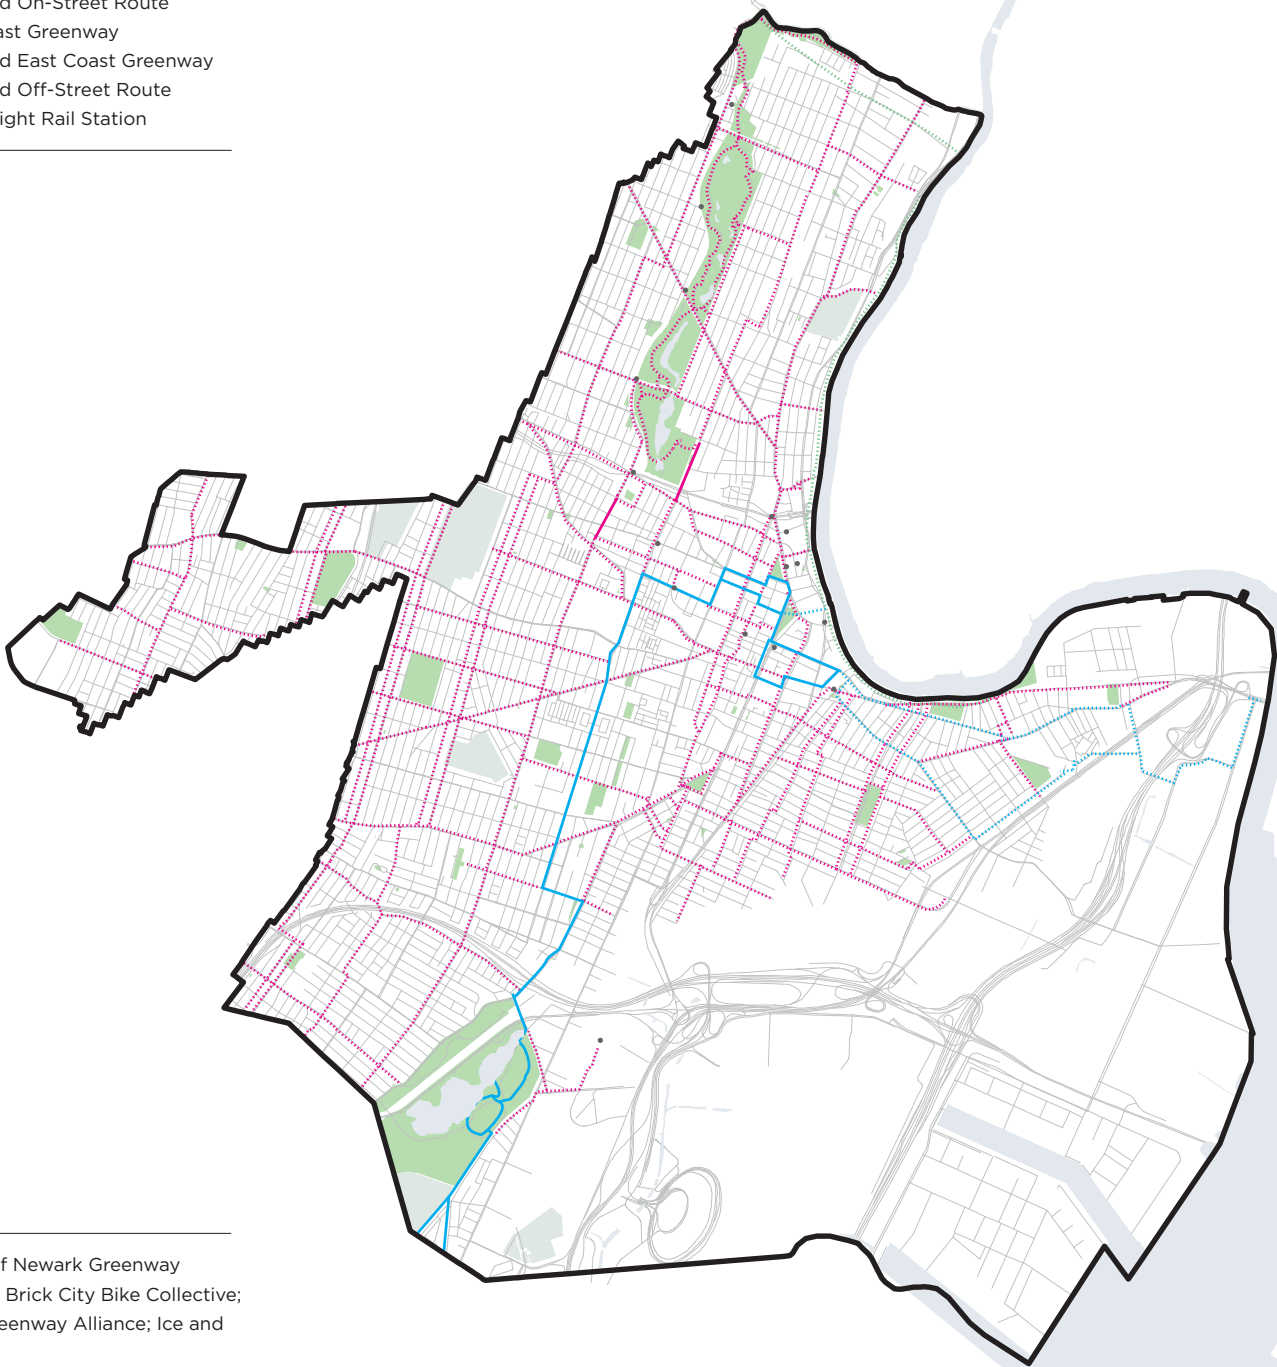 d On-Street Route
ast Greenway
d East Coast Greenway
d Off-Street Route
ight Rail Station
f Newark Greenway
Brick City Bike Collective;
eenway Alliance; Ice and